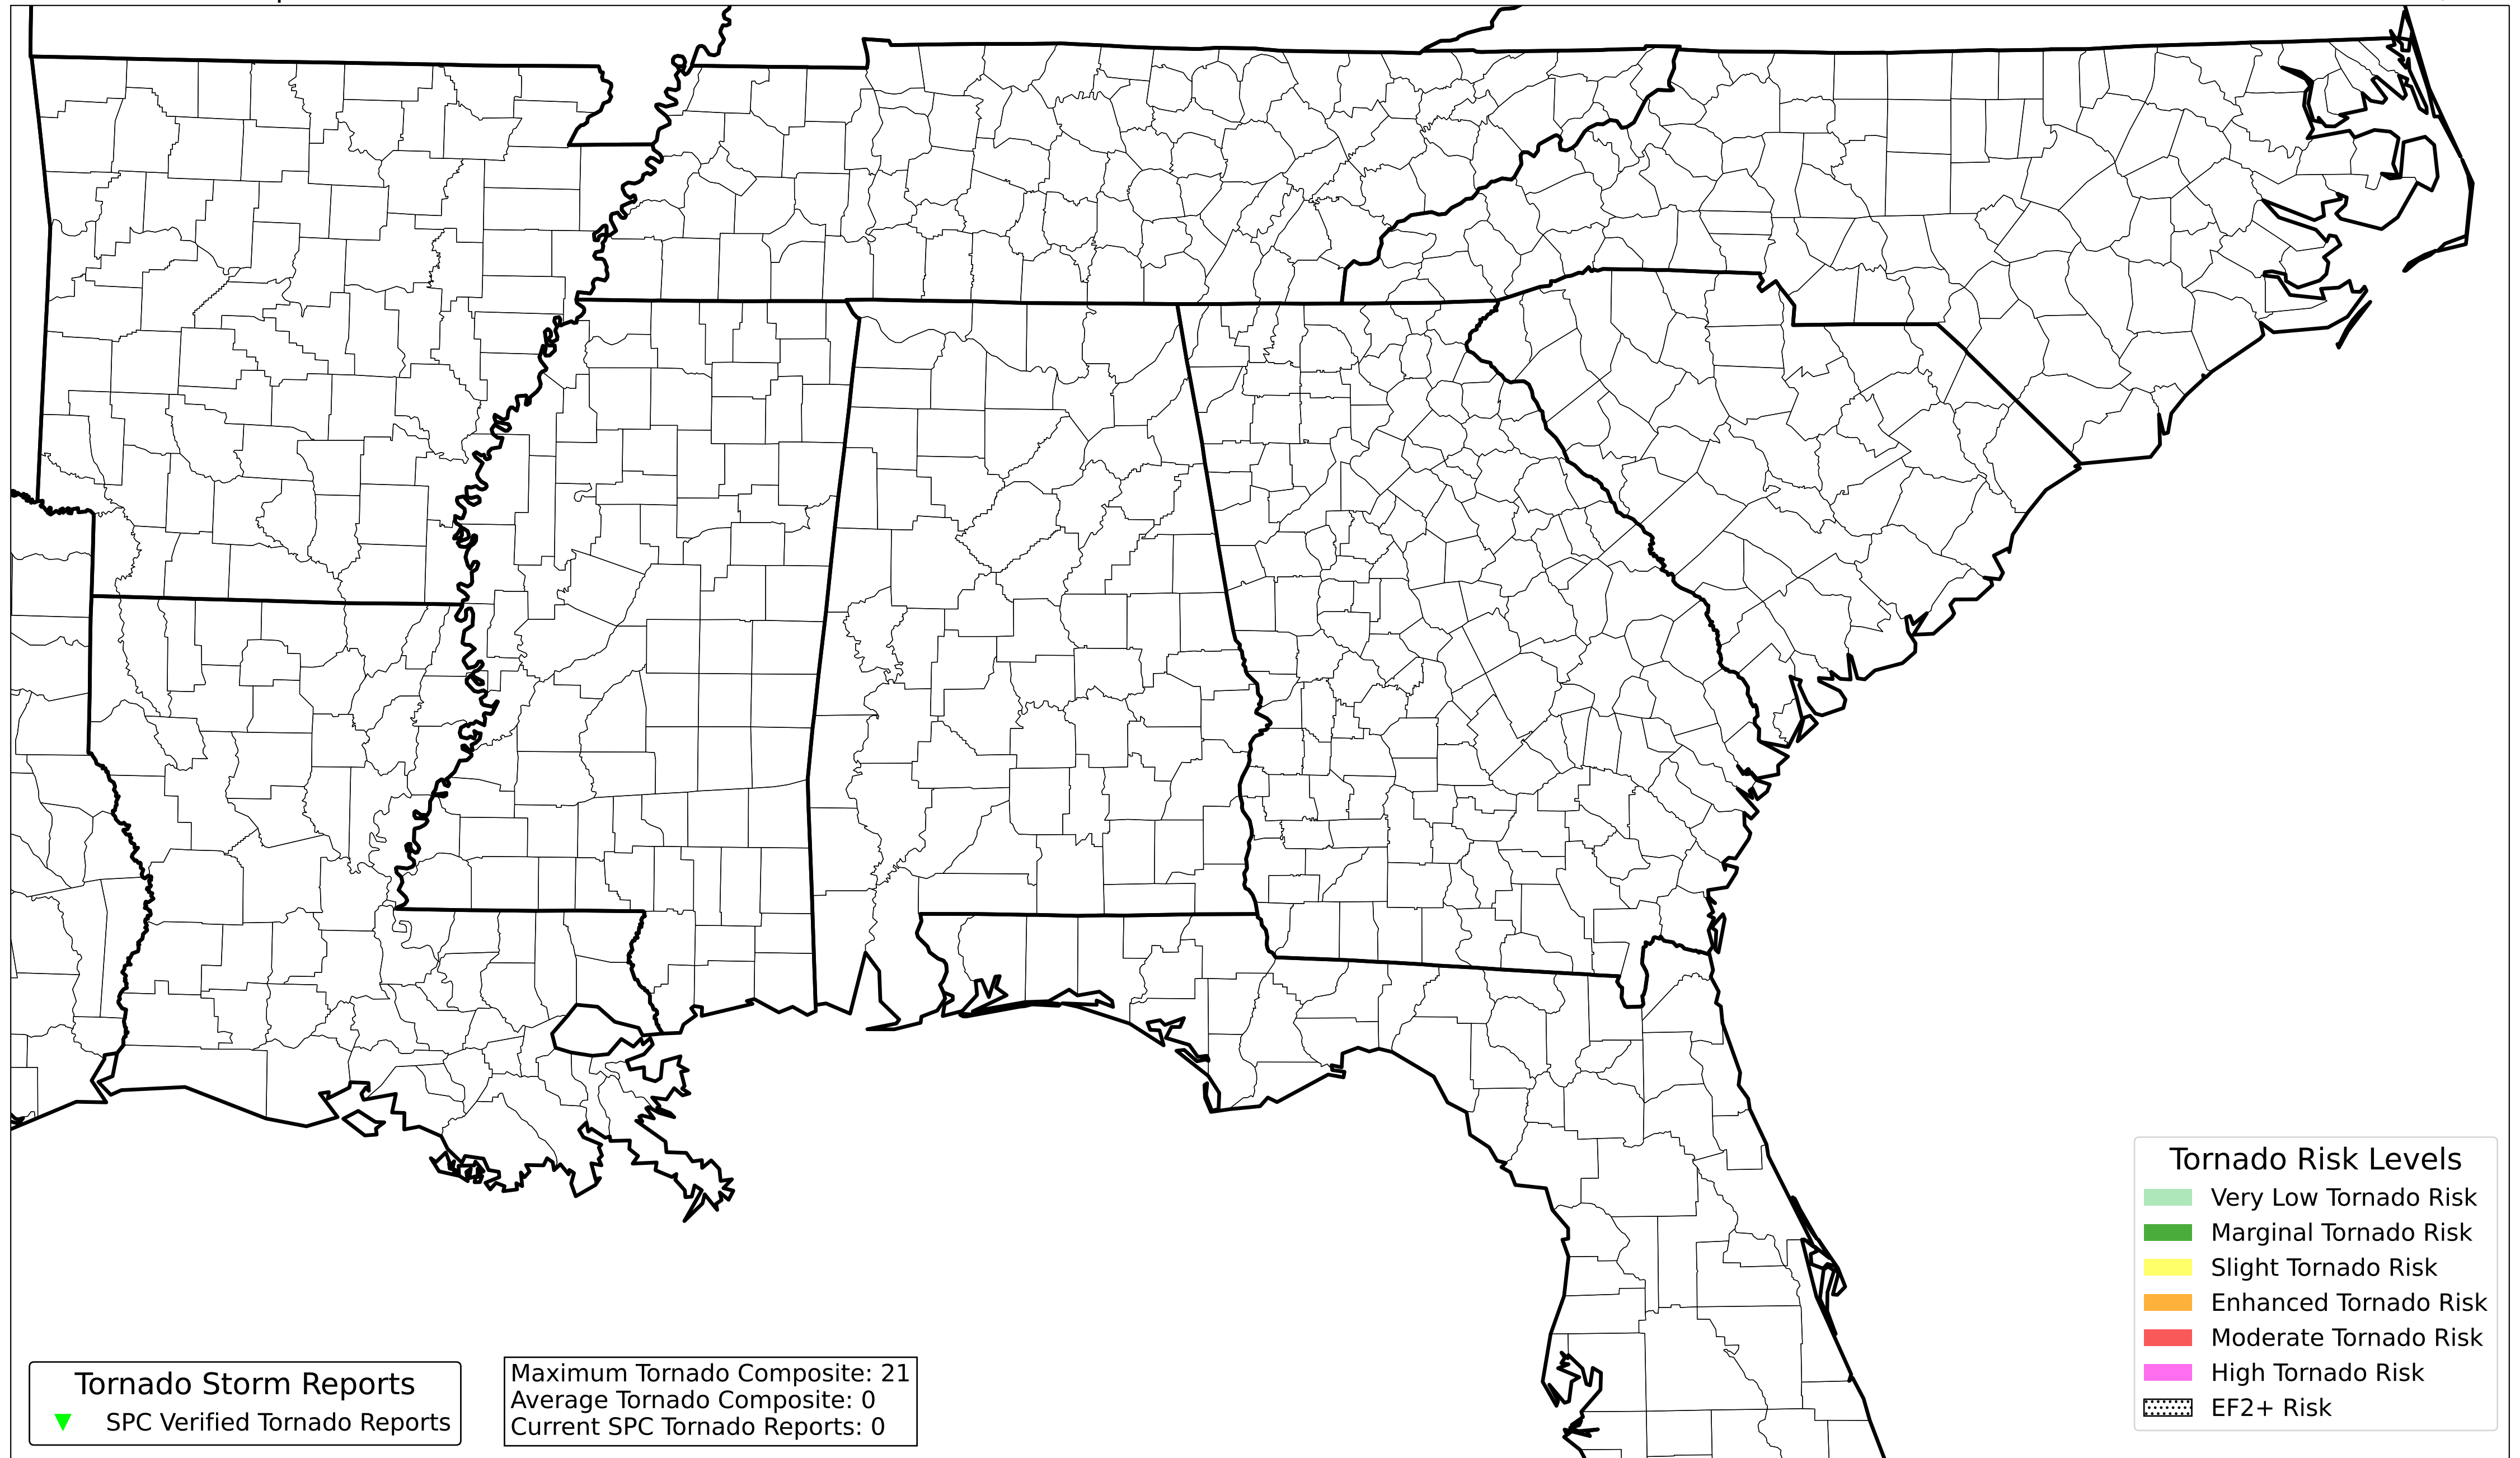 Tornado Risk Levels
Very Low Tornado Risk
Marginal Tornado Risk
Slight Tornado Risk
Enhanced Tornado Risk
Moderate Tornado Risk
High Tornado Risk
EF2+ Risk
Tornado Storm Reports
SPC Verified Tornado Reports
Maximum Tornado Composite: 21
Average Tornado Composite: 0
Current SPC Tornado Reports: 0